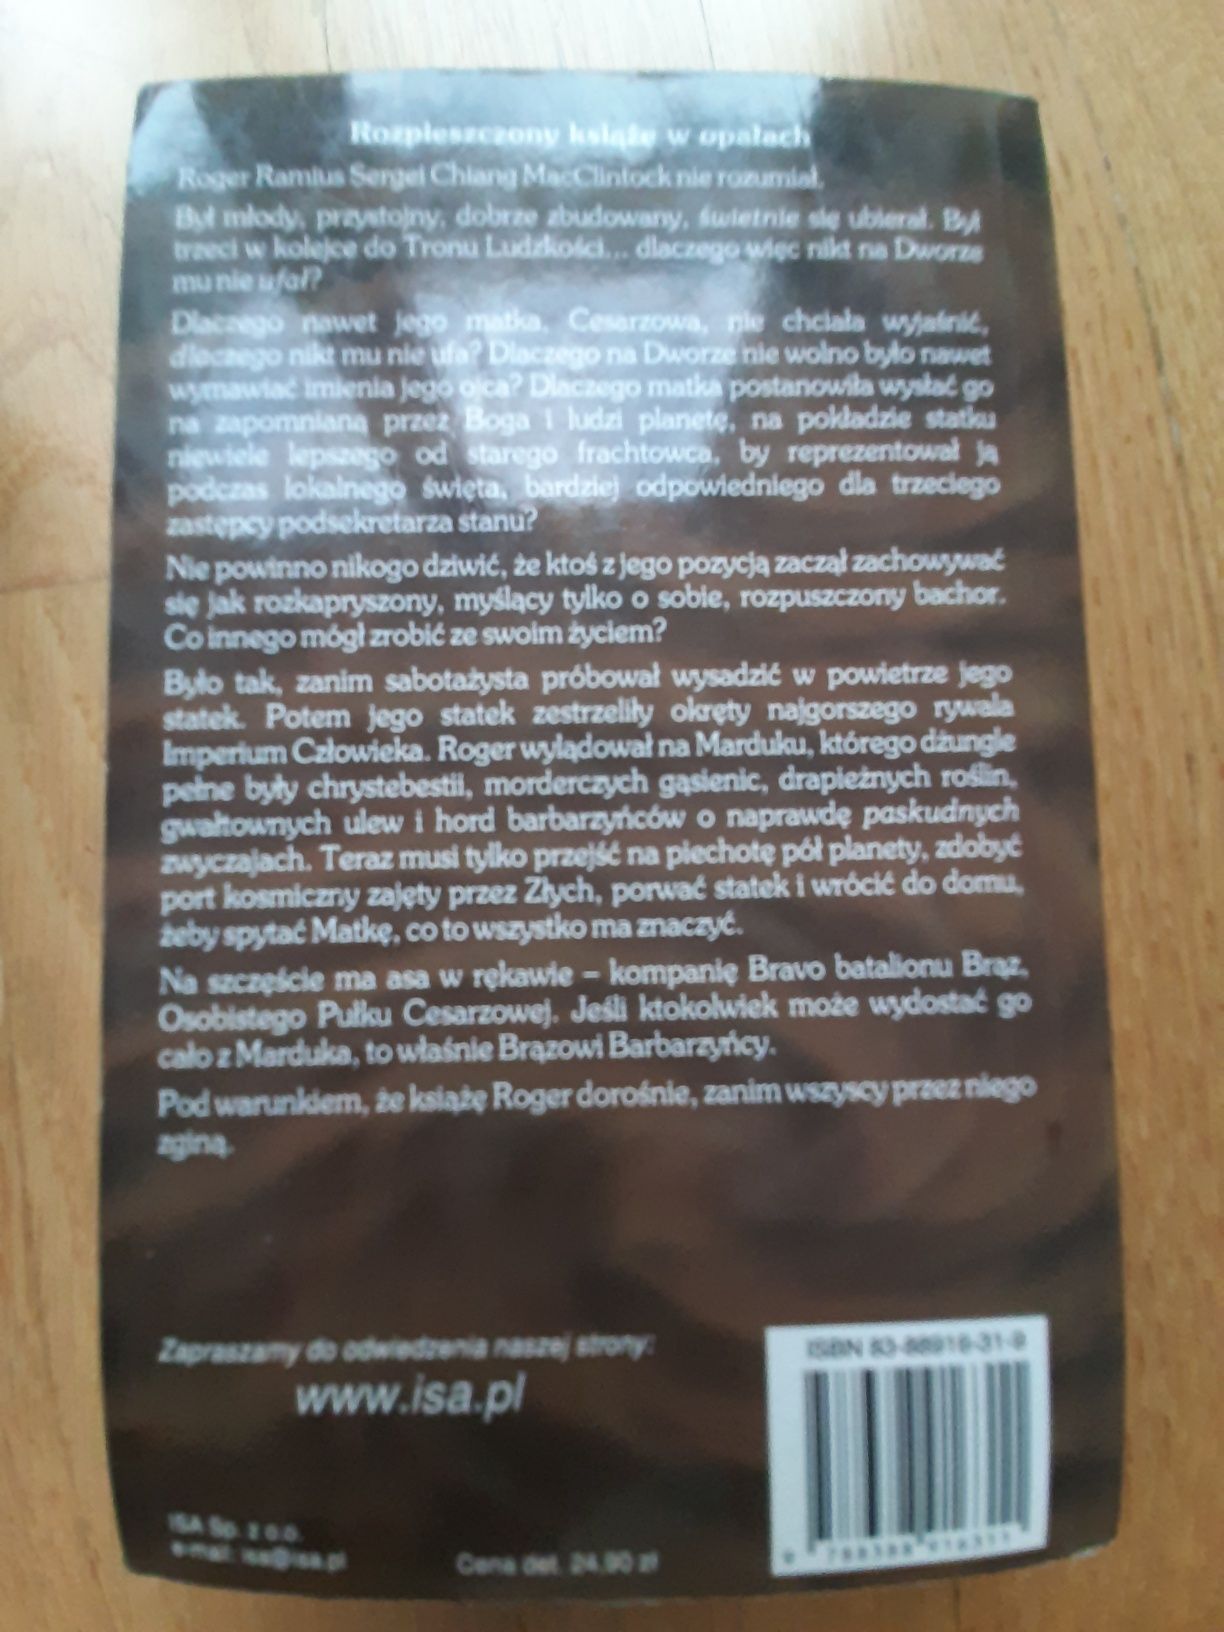 Rozpieszczony książę w opałach
Roger Ramius Sergei Chiang MacClintock nie rozumiał.
Był młody, przystojny, dobrze zbudowany, świetnie się ubierał. Był
trzeci w kolejce do Tronu Ludzkości... dlaczego więc nikt na Dworze
mu nie ufał?
Dlaczego nawet jego matka, Cesarzowa, nie chciała wyjaśnić,
dlaczego nikt mu nie ufa? Dlaczego na Dworze nie wolno było nawet
wymawiać imienia jego ojca? Dlaczego matka postanowiła wysłać go
na zapomnianą przez Boga i ludzi planetę, na pokładzie statku
niewiele lepszego od starego frachtowca, by reprezentował ją
podczas lokalnego święta, bardziej odpowiedniego dla trzeciego
zastępcy podsekretarza stanu?
Nie powinno nikogo dziwić, że ktoś z jego pozycją zaczął zachowywać
się jak rozkapryszony, myślący tylko o sobie, rozpuszczony bachor.
Co innego mógł zrobić ze swoim życiem?
Było tak, zanim sabotażysta próbował wysadzić w powietrze jego
statek. Potem jego statek zestrzeliły okręty najgorszego rywala
Imperium Człowieka. Roger wylądował na Marduku, którego dżungle
pełne były chrystebestii, morderczych gąsienic, drapieżnych roślin,
gwałtownych ulew i hord barbarzyńców o naprawdę paskudnych
zwyczajach. Teraz musi tylko przejść na piechotę pół planety, zdobyć
port kosmiczny zajęty przez Złych, porwać statek i wrócić do domu,
żeby spytać Matkę, co to wszystko ma znaczyć.
Na szczęście ma asa w rękawie – kompanię Bravo batalionu Brąz,
Osobistego Pułku Cesarzowej. Jeśli ktokolwiek może wydostać go
cało z Marduka, to właśnie Brązowi Barbarzyńcy.
Pod warunkiem, że książę Roger dorośnie, zanim wszyscy przez niego
zginą.
Zapraszamy do odwiedzenia naszej strony:
www.isa.pl
ISBN 83-88916-31-9
9 788388 916311
ISA Sp. z o.o.
e-mail: isa@isa.pl
Cena det. 24,90 zł